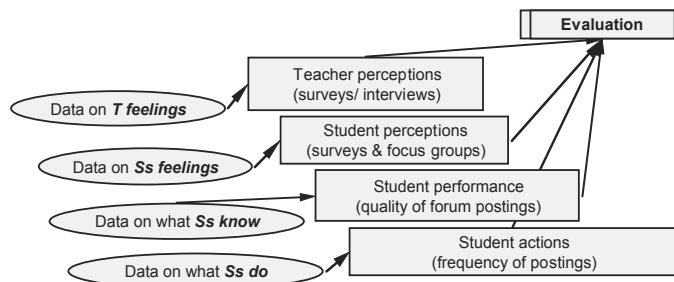 Evaluation
Teacher perceptions
(surveys/ interviews)
Data on T feelings
Student perceptions
(surveys & focus groups)
Data on Ss feelings
Student performance
(quality of forum postings)
Data on what Ss know
Student actions
(frequency of postings)
Data on what Ss do